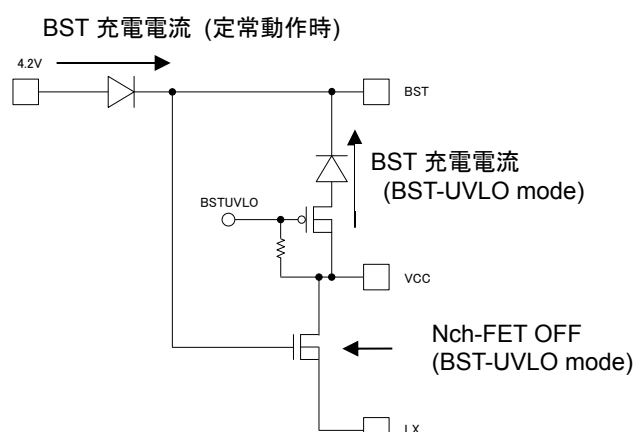 BST 充電電流 (定常動作時)
4.2V
BST
BST 充電電流
(BST-UVLO mode)
BSTUVLO
VCC
Nch-FET OFF
(BST-UVLO mode)
LX